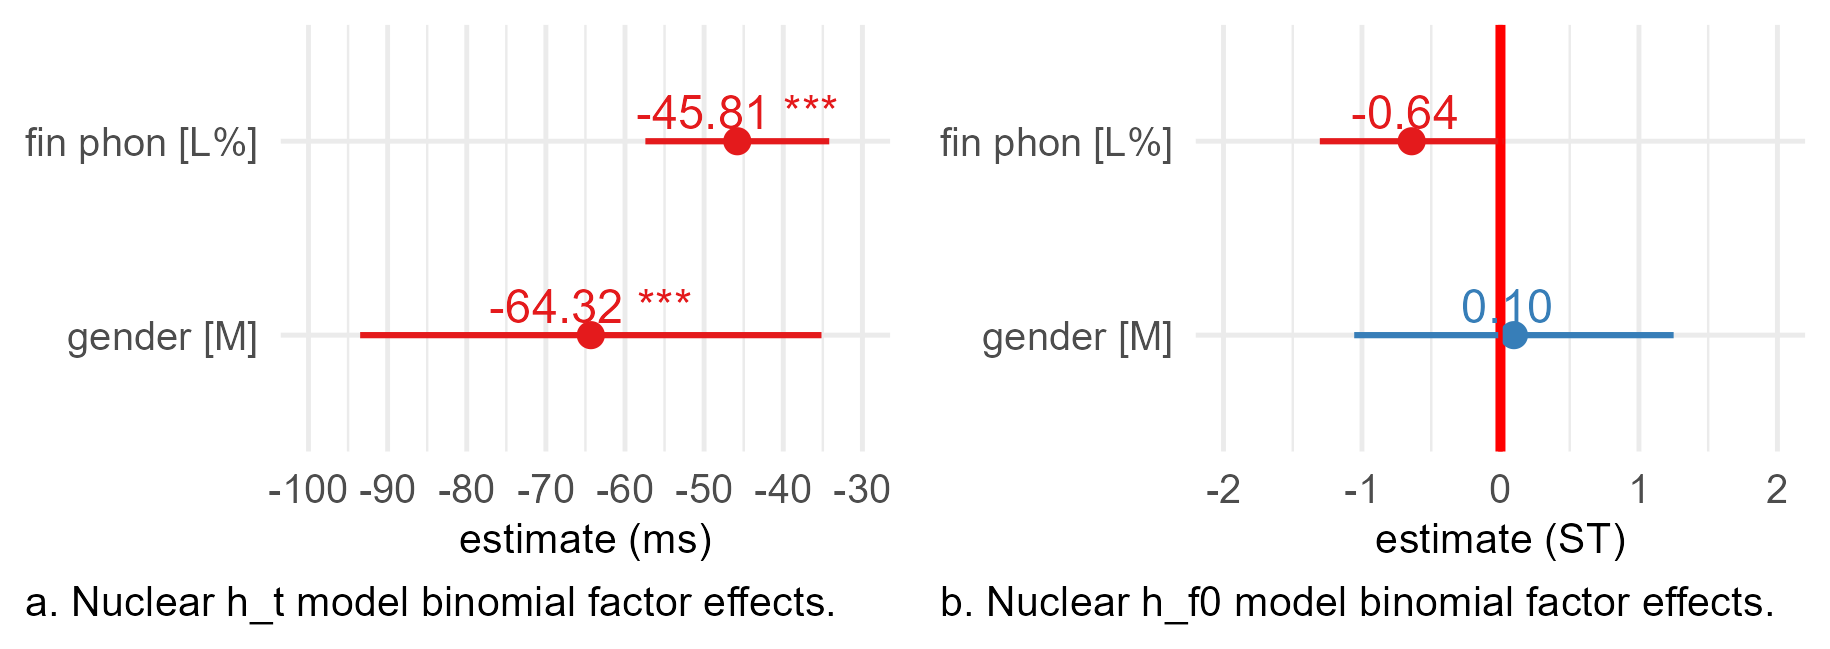 -45.81 ***
fin phon [L%]
-64.32 ***
gender [M]
-100 -90 -80 -70 -60 -50 -40 -30
estimate (ms)
a. Nuclear h_t model binomial factor effects.
-0.64
fin phon [L%]
0.10
gender [M]
-2 -1 0 1 2
estimate (ST)
b. Nuclear h_f0 model binomial factor effects.